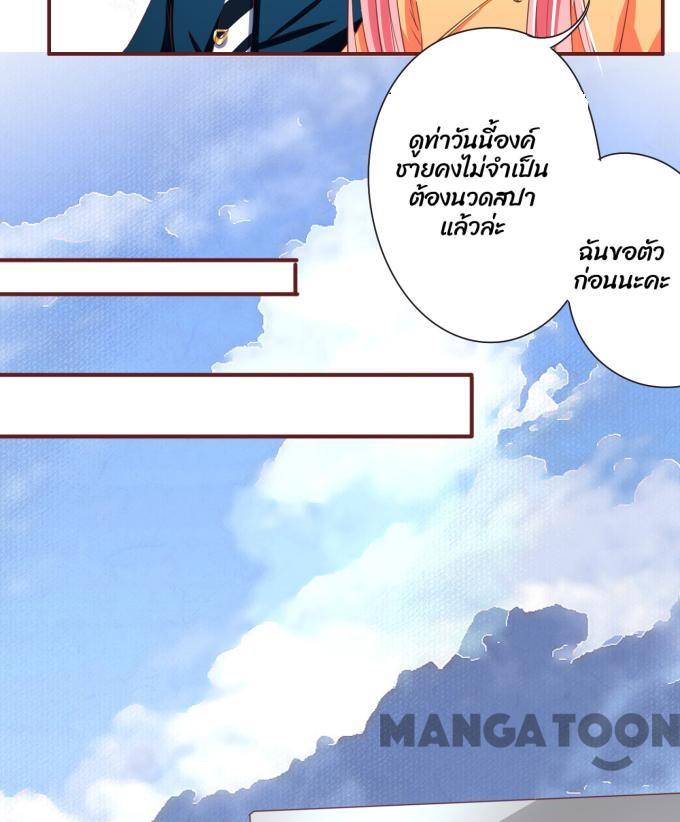 ดูท่าวันนี้องค์
ชายคงไม่จำเป็น
ต้องนวดสปา
แล้วล่ะ
ฉันขอตัว
ก่อนนะคะ
MANGATOON